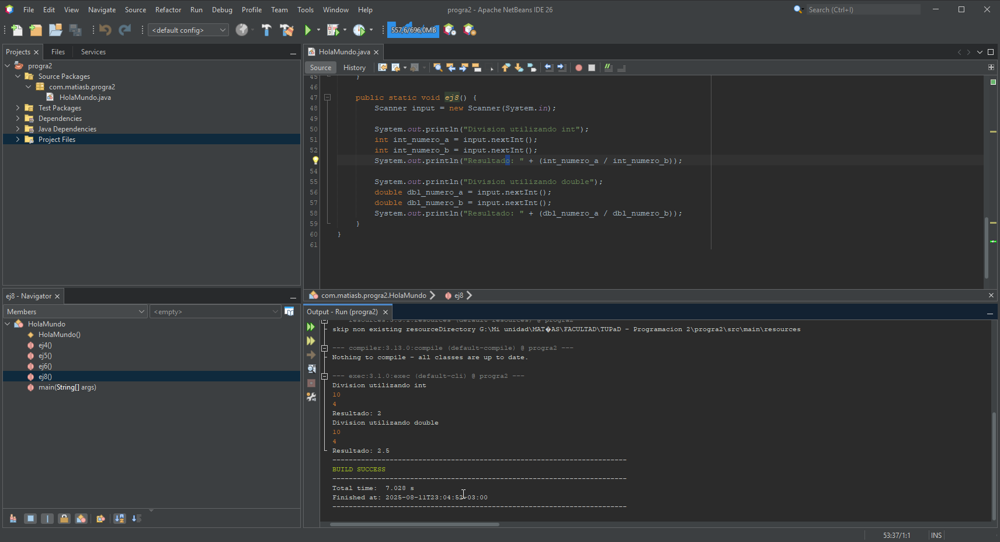 File Edit View Navigate Source Refactor Run Debug Profile Team Tools Window Help progra2 - Apache NetBeans IDE 26 Search (Ctrl+I)
<default config> 557,6/696,0MB
Projects Files Services
progra2
Source Packages
com.matiasb.progra2
HolaMundo.java
Test Packages
Dependencies
Java Dependencies
Project Files
HolaMundo.java
Source History
45 }
46
47 public static void ej8() {
48 Scanner input = new Scanner(System.in);
49
50 System.out.println("Division utilizando int");
51 int int_numero_a = input.nextInt();
52 int int_numero_b = input.nextInt();
System.out.println("Resultado: " + (int_numero_a / int_numero_b));
54
55 System.out.println("Division utilizando double");
56 double dbl_numero_a = input.nextInt();
57 double dbl_numero_b = input.nextInt();
58 System.out.println("Resultado: " + (dbl_numero_a / dbl_numero_b));
59 }
60 }
61
com.matiasb.progra2.HolaMundo ej8
ej8 - Navigator
Members <empty>
HolaMundo
HolaMundo()
ej4()
ej5()
ej6()
ej8()
main(String[] args)
Output - Run (progra2)
resources:3.3.1:resources (default-resources) @ progra2
skip non existing resourceDirectory G:\Mi unidad\MAT�AS\FACULTAD\TUPaD - Programacion 2\progra2\src\main\resources
--- compiler:3.13.0:compile (default-compile) @ progra2 ---
Nothing to compile - all classes are up to date.
--- exec:3.1.0:exec (default-cli) @ progra2 ---
Division utilizando int
10
4
Resultado: 2
Division utilizando double
10
4
Resultado: 2.5
------------------------------------------------------------------------
BUILD SUCCESS
------------------------------------------------------------------------
Total time:  7.028 s
Finished at: 2025-08-11T23:04:52-03:00
------------------------------------------------------------------------
53:37/1:1 INS